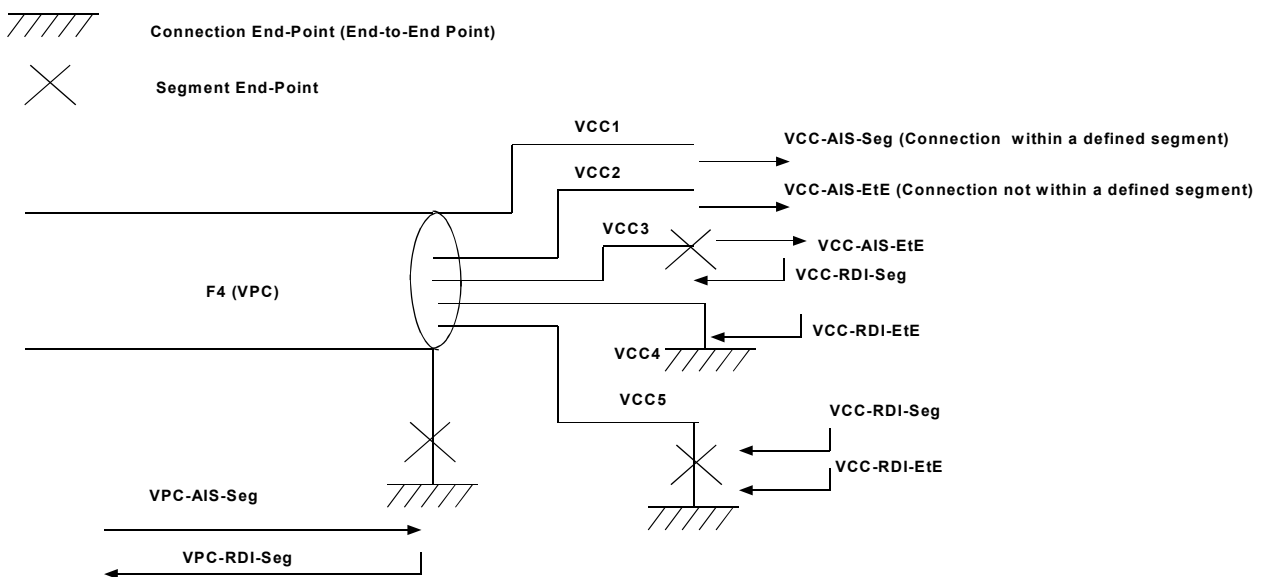 Connection End-Point (End-to-End Point)
Segment End-Point
VCC1
VCC-AIS-Seg (Connection within a defined segment)
VCC2
VCC-AIS-EtE (Connection not within a defined segment)
VCC3
VCC-AIS-EtE
VCC-RDI-Seg
F4 (VPC)
VCC-RDI-EtE
VCC4
VCC5
VCC-RDI-Seg
VCC-RDI-EtE
VPC-AIS-Seg
VPC-RDI-Seg